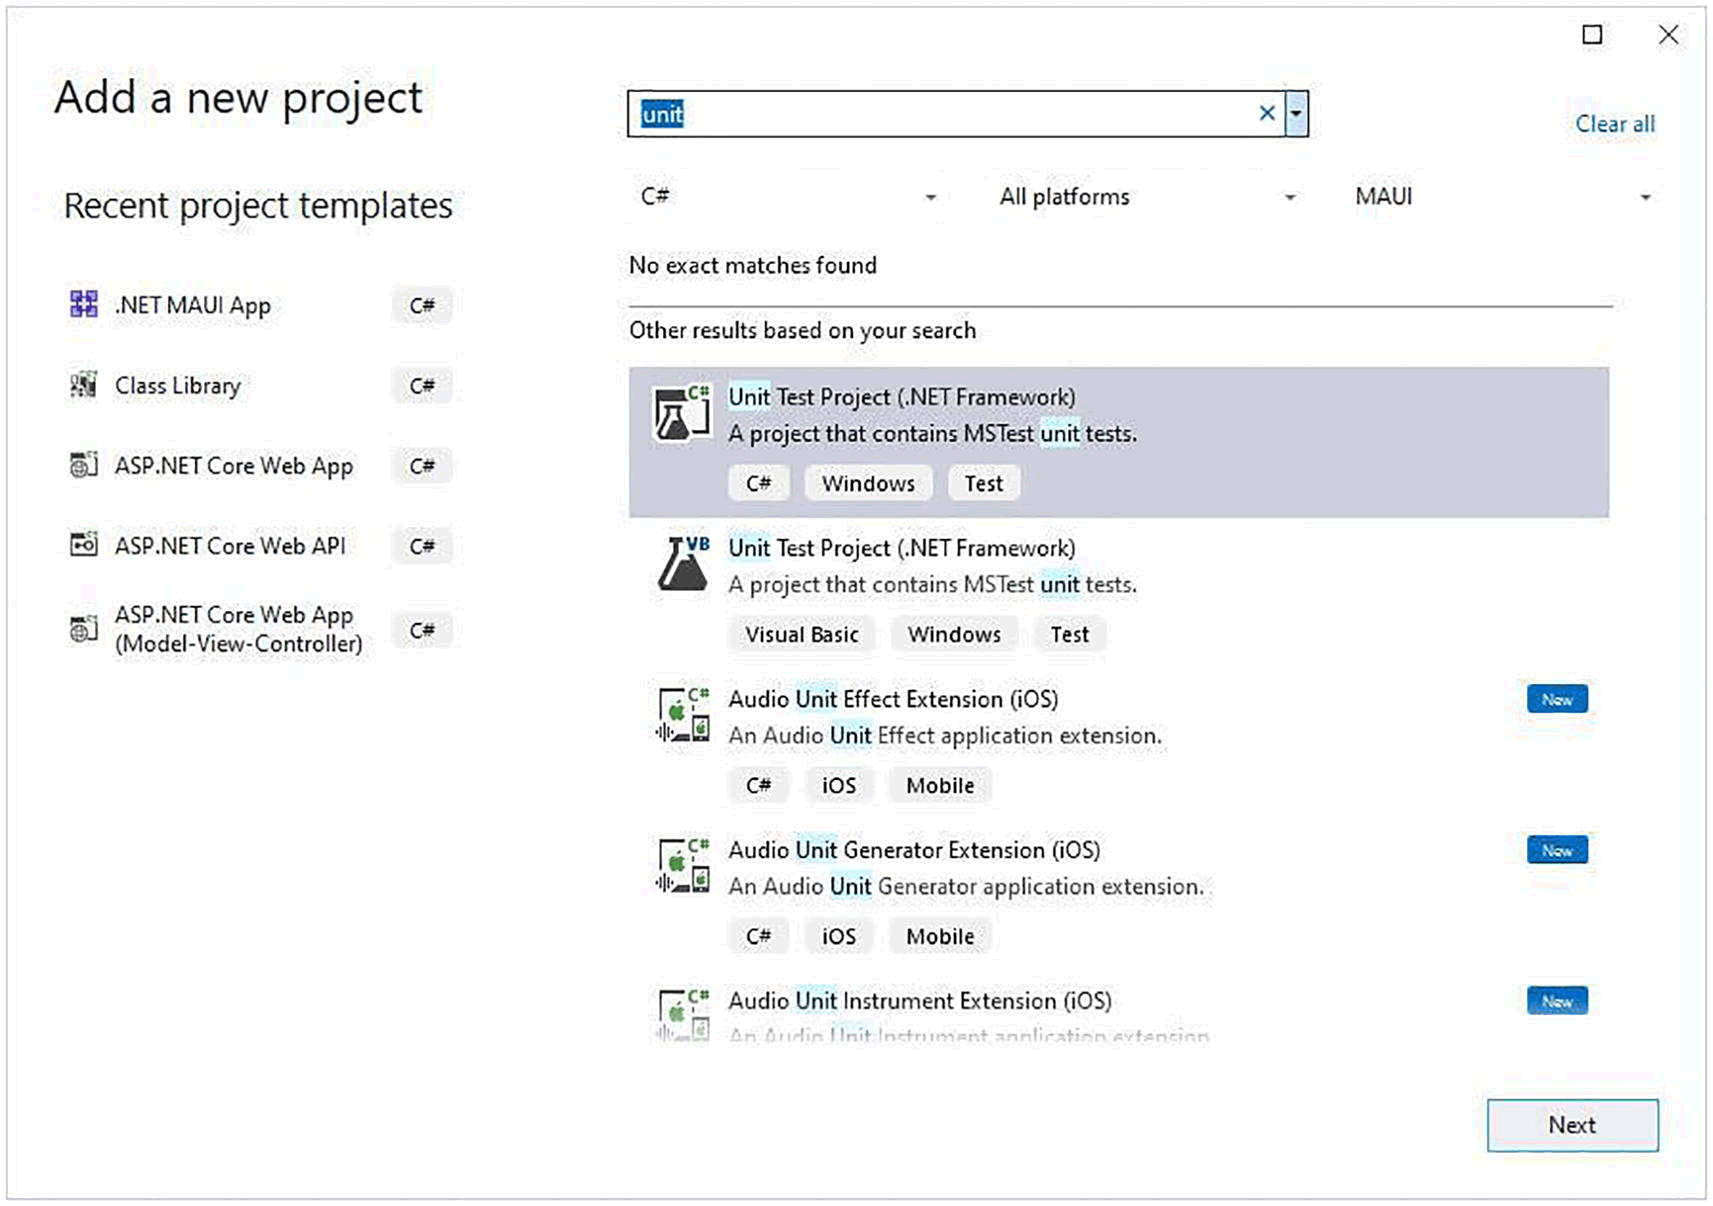 Add a new project
unit
Clear all
Recent project templates
C#
All platforms
MAUI
No exact matches found
Other results based on your search
.NET MAUI App
C#
Class Library
C#
ASP.NET Core Web App
C#
ASP.NET Core Web API
C#
ASP.NET Core Web App
(Model-View-Controller)
C#
C#
Unit Test Project (.NET Framework)
A project that contains MSTest unit tests.
C# Windows Test
VB
Unit Test Project (.NET Framework)
A project that contains MSTest unit tests.
Visual Basic Windows Test
C#
Audio Unit Effect Extension (iOS)
New
An Audio Unit Effect application extension.
C# iOS Mobile
C#
Audio Unit Generator Extension (iOS)
New
An Audio Unit Generator application extension.
C# iOS Mobile
C#
Audio Unit Instrument Extension (iOS)
New
An Audio Unit Instrument application extension
Next